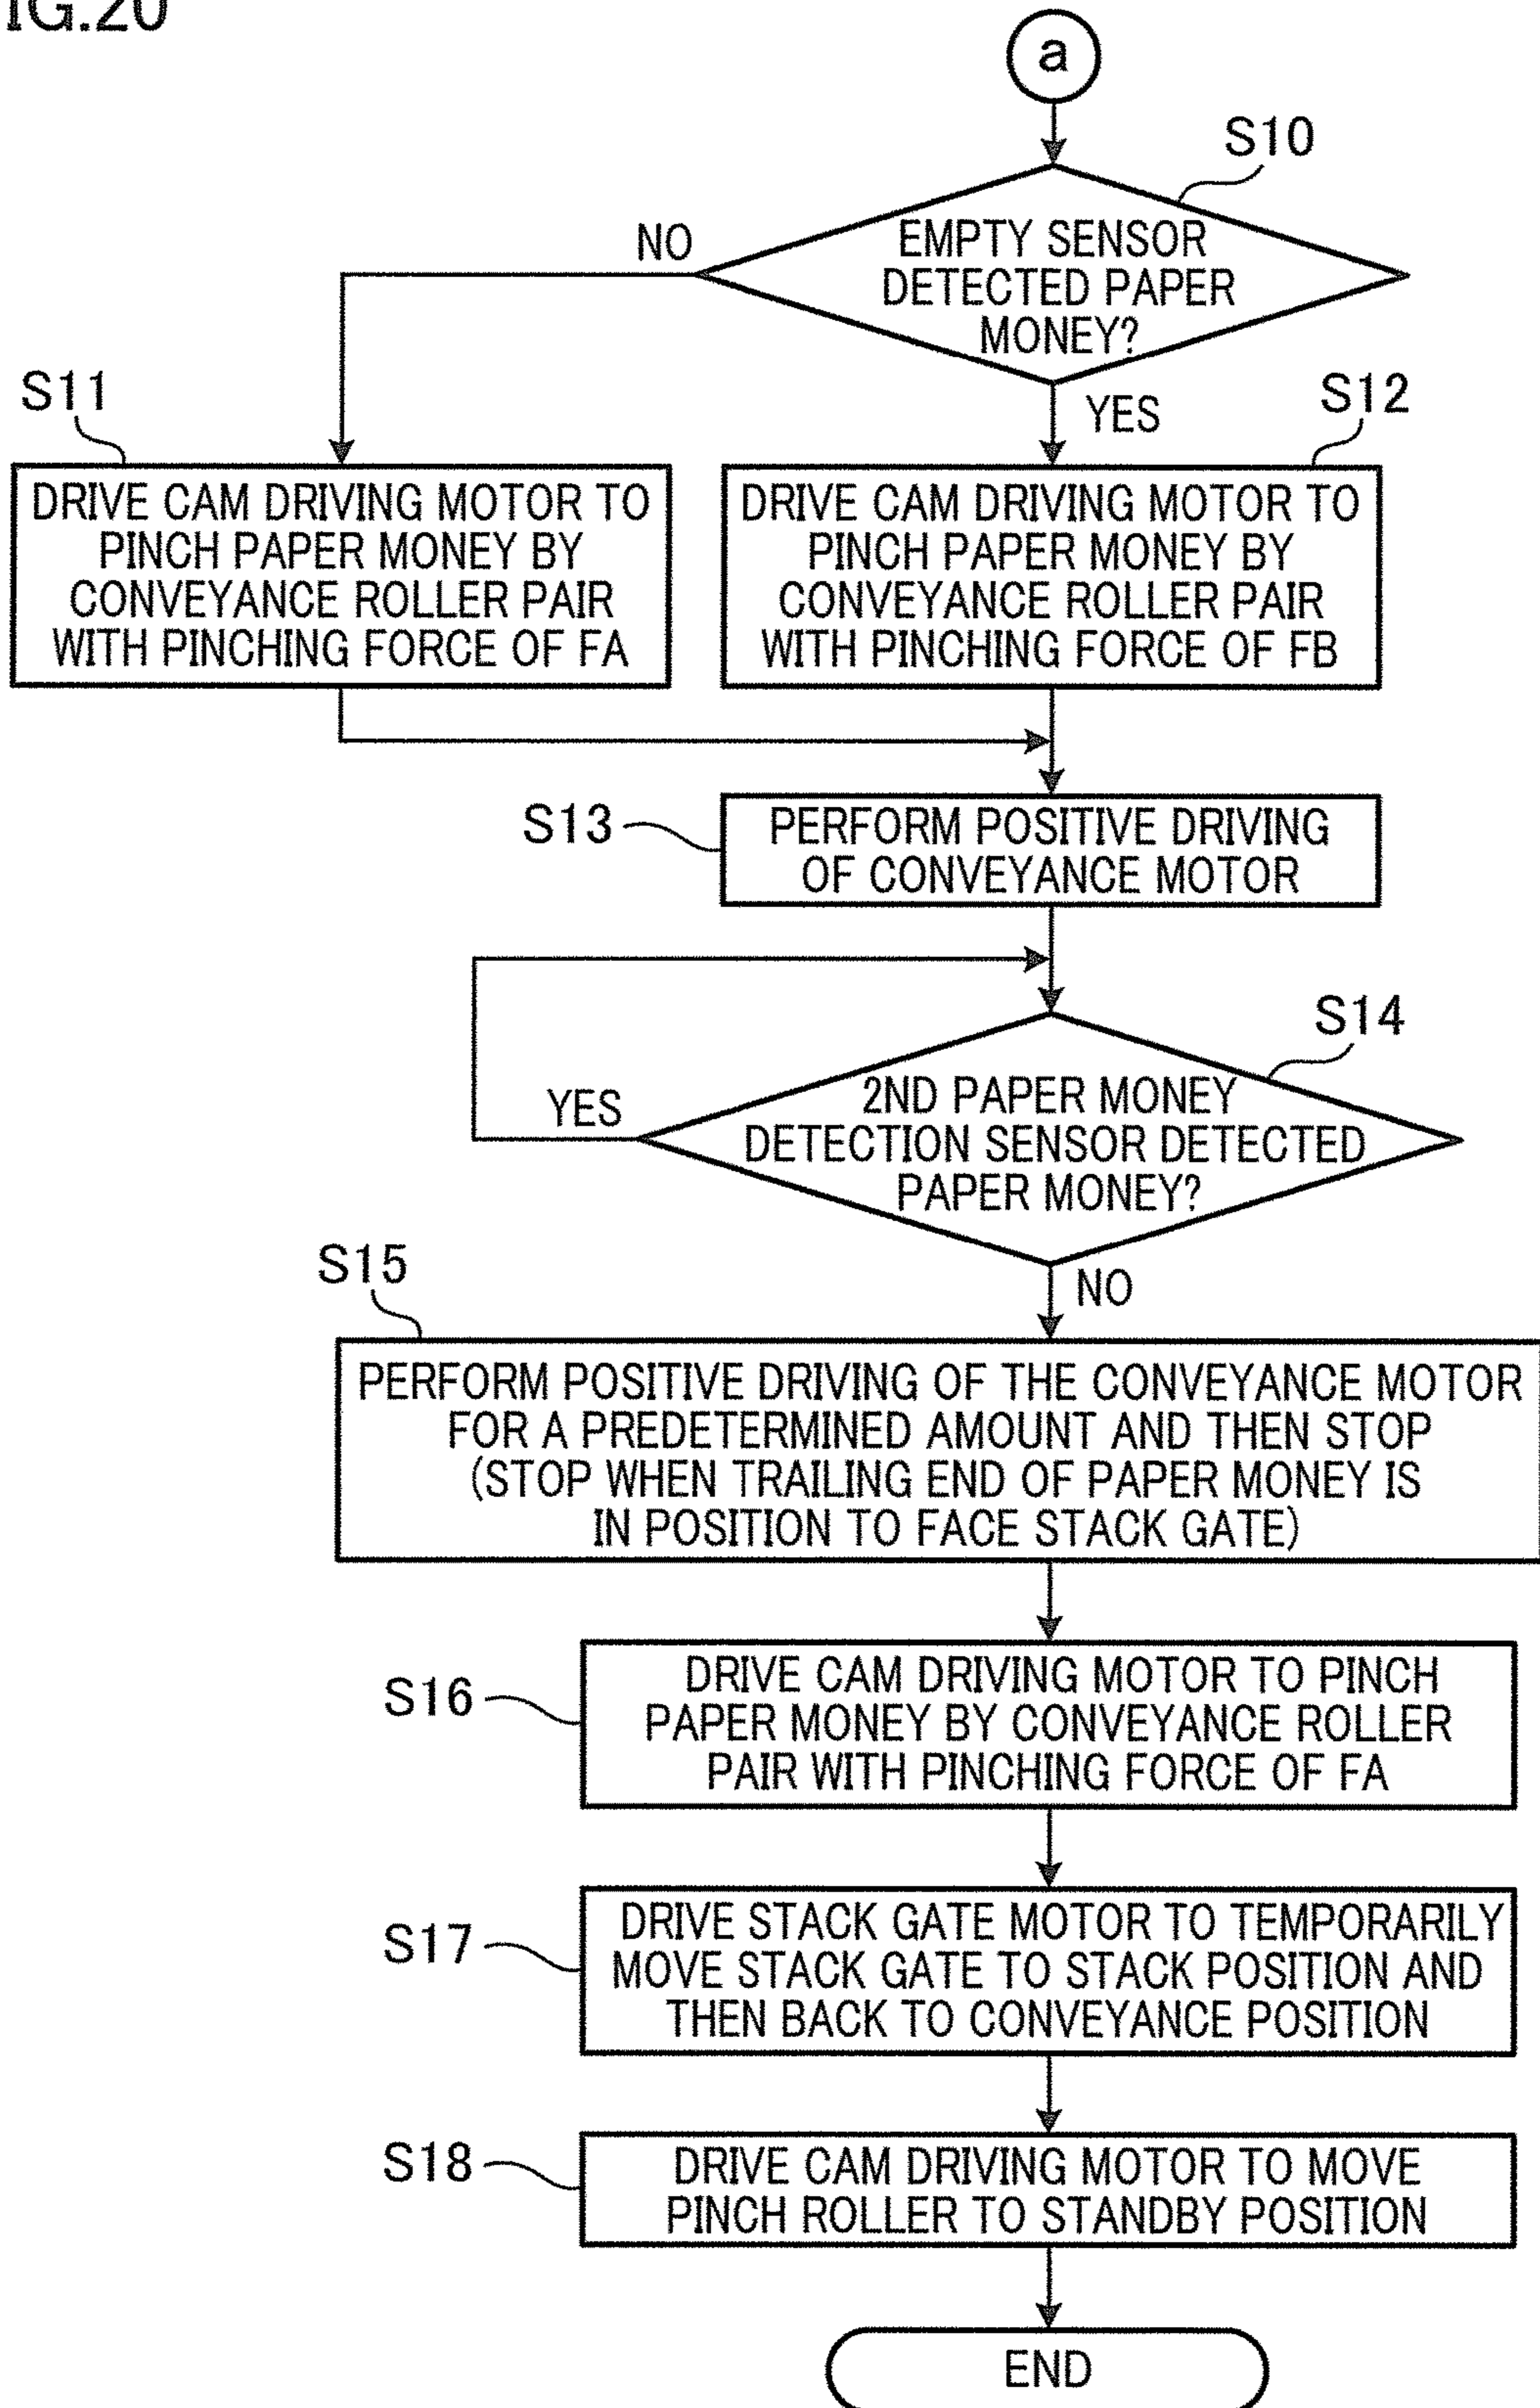 IG.20
a
S10
EMPTY SENSOR
DETECTED PAPER
MONEY?
NO
YES
S11
DRIVE CAM DRIVING MOTOR TO
PINCH PAPER MONEY BY
CONVEYANCE ROLLER PAIR
WITH PINCHING FORCE OF FA
S12
DRIVE CAM DRIVING MOTOR TO
PINCH PAPER MONEY BY
CONVEYANCE ROLLER PAIR
WITH PINCHING FORCE OF FB
S13
PERFORM POSITIVE DRIVING
OF CONVEYANCE MOTOR
S14
YES
2ND PAPER MONEY
DETECTION SENSOR DETECTED
PAPER MONEY?
NO
S15
PERFORM POSITIVE DRIVING OF THE CONVEYANCE MOTOR
FOR A PREDETERMINED AMOUNT AND THEN STOP
(STOP WHEN TRAILING END OF PAPER MONEY IS
IN POSITION TO FACE STACK GATE)
S16
DRIVE CAM DRIVING MOTOR TO PINCH
PAPER MONEY BY CONVEYANCE ROLLER
PAIR WITH PINCHING FORCE OF FA
S17
DRIVE STACK GATE MOTOR TO TEMPORARILY
MOVE STACK GATE TO STACK POSITION AND
THEN BACK TO CONVEYANCE POSITION
S18
DRIVE CAM DRIVING MOTOR TO MOVE
PINCH ROLLER TO STANDBY POSITION
END